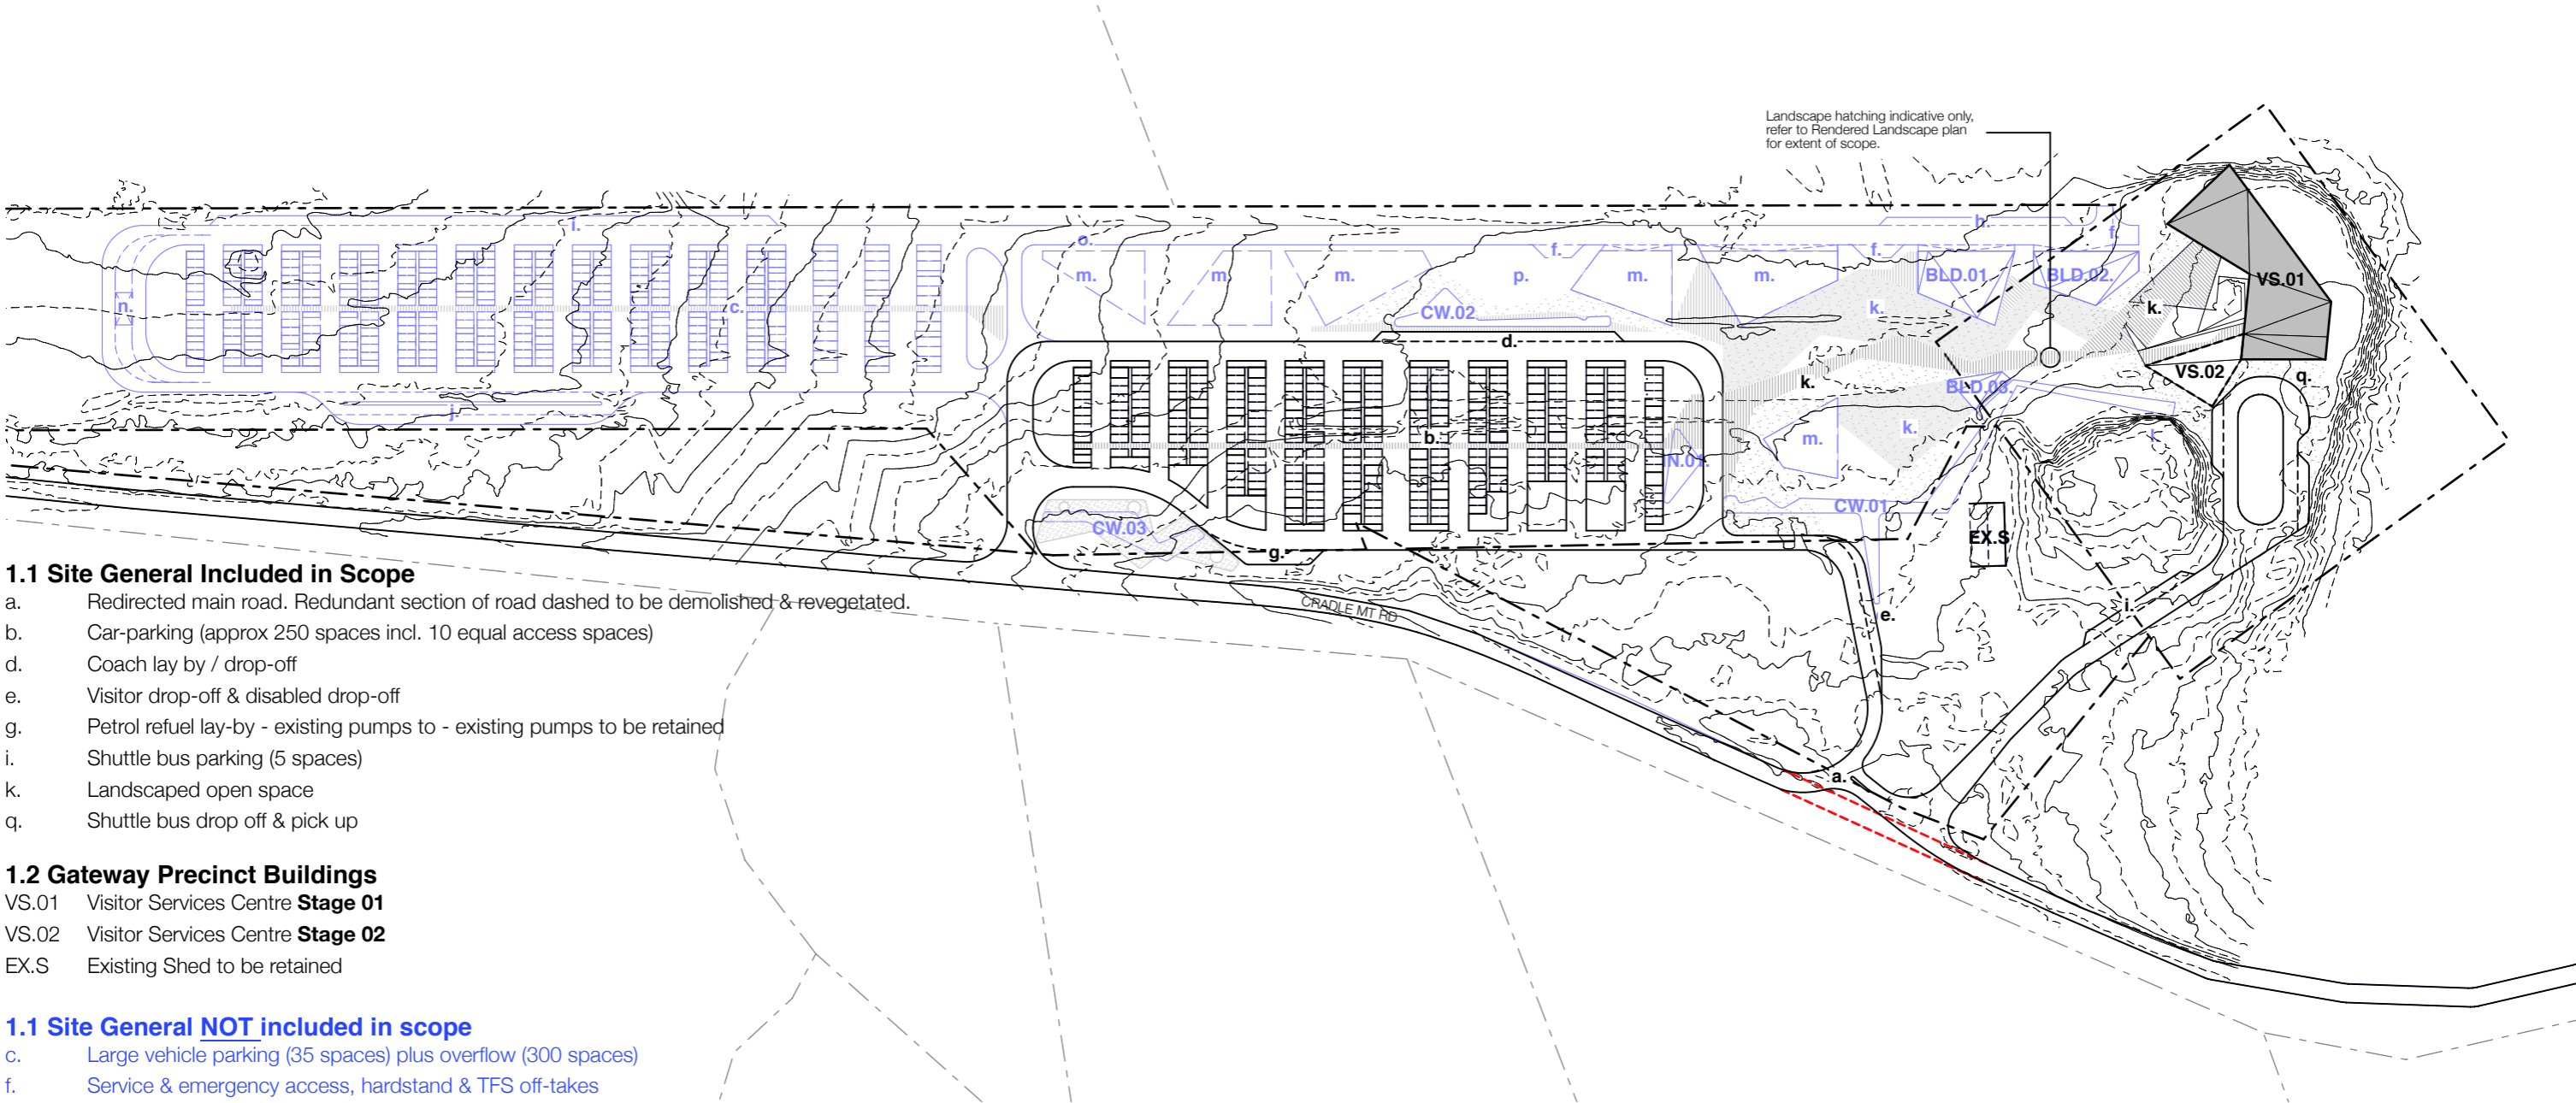 Landscape hatching indicative only,
refer to Rendered Landscape plan
for extent of scope.
h.
f.
l.
o.
f.
f.
m.
m.
m.
p.
m.
m.
BLD.01
BLD.02.
VS.01
n.
c.
CW.02
k.
k.
d.
VS.02
q.
k.
BLD.03.
j.
b.
m.
k.
IN.01.
CW.01
CW.03
EX.S
g.
i.
e.
CRADLE MT RD
a.
1.1 Site General Included in Scope
a. Redirected main road. Redundant section of road dashed to be demolished & revegetated.
b. Car-parking (approx 250 spaces incl. 10 equal access spaces)
d. Coach lay by / drop-off
e. Visitor drop-off & disabled drop-off
g. Petrol refuel lay-by - existing pumps to - existing pumps to be retained
i. Shuttle bus parking (5 spaces)
k. Landscaped open space
q. Shuttle bus drop off & pick up
1.2 Gateway Precinct Buildings
VS.01 Visitor Services Centre Stage 01
VS.02 Visitor Services Centre Stage 02
EX.S Existing Shed to be retained
1.1 Site General NOT included in scope
c. Large vehicle parking (35 spaces) plus overflow (300 spaces)
f. Service & emergency access, hardstand & TFS off-takes